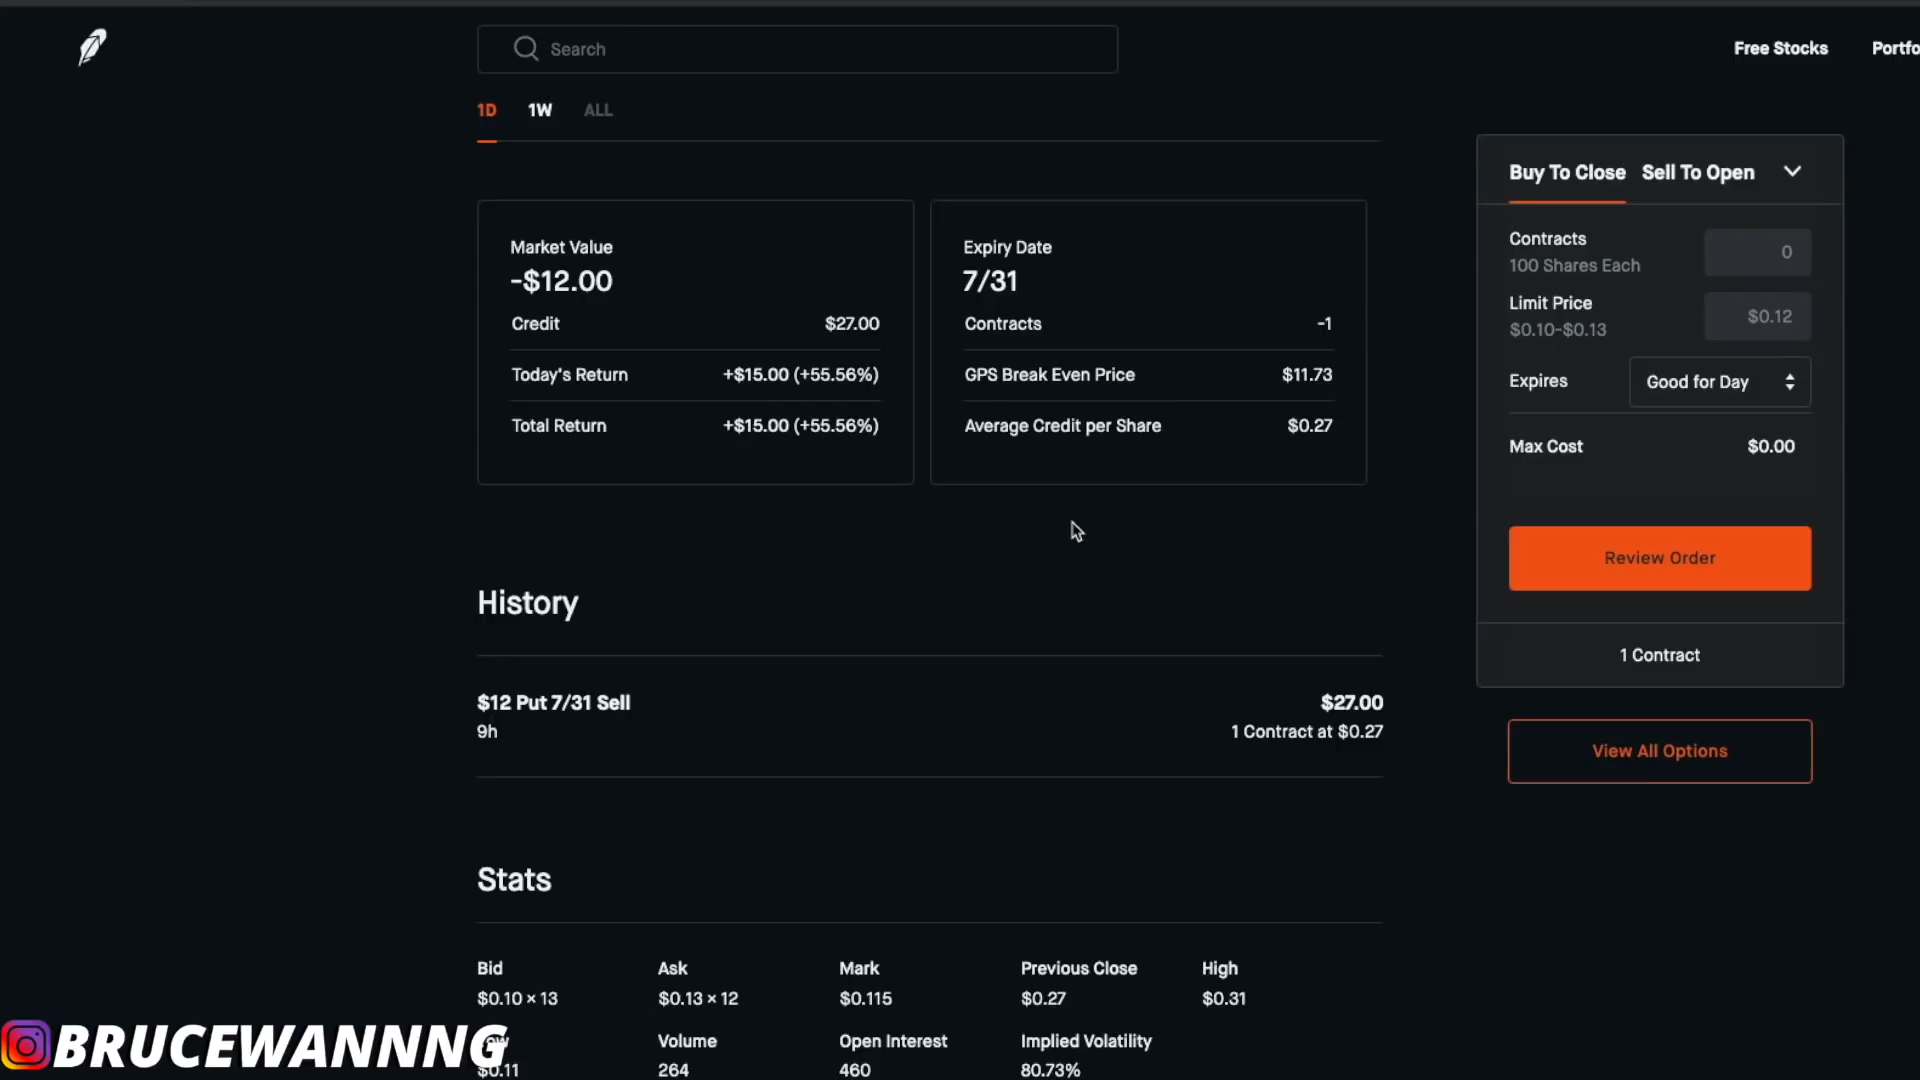 Search
Free Stocks
Portfo
1D 1W ALL
Market Value
-$12.00
Credit $27.00
Today's Return +$15.00 (+55.56%)
Total Return +$15.00 (+55.56%)
Expiry Date
7/31
Contracts -1
GPS Break Even Price $11.73
Average Credit per Share $0.27
Buy To Close Sell To Open
Contracts 0
100 Shares Each
Limit Price $0.12
$0.10-$0.13
Expires Good for Day
Max Cost $0.00
Review Order
1 Contract
View All Options
History
$12 Put 7/31 Sell $27.00
9h 1 Contract at $0.27
Stats
Bid Ask Mark Previous Close High
$0.10 × 13 $0.13 × 12 $0.115 $0.27 $0.31
Volume Open Interest Implied Volatility
$0.11 264 460 80.73%
BRUCEWANNNG